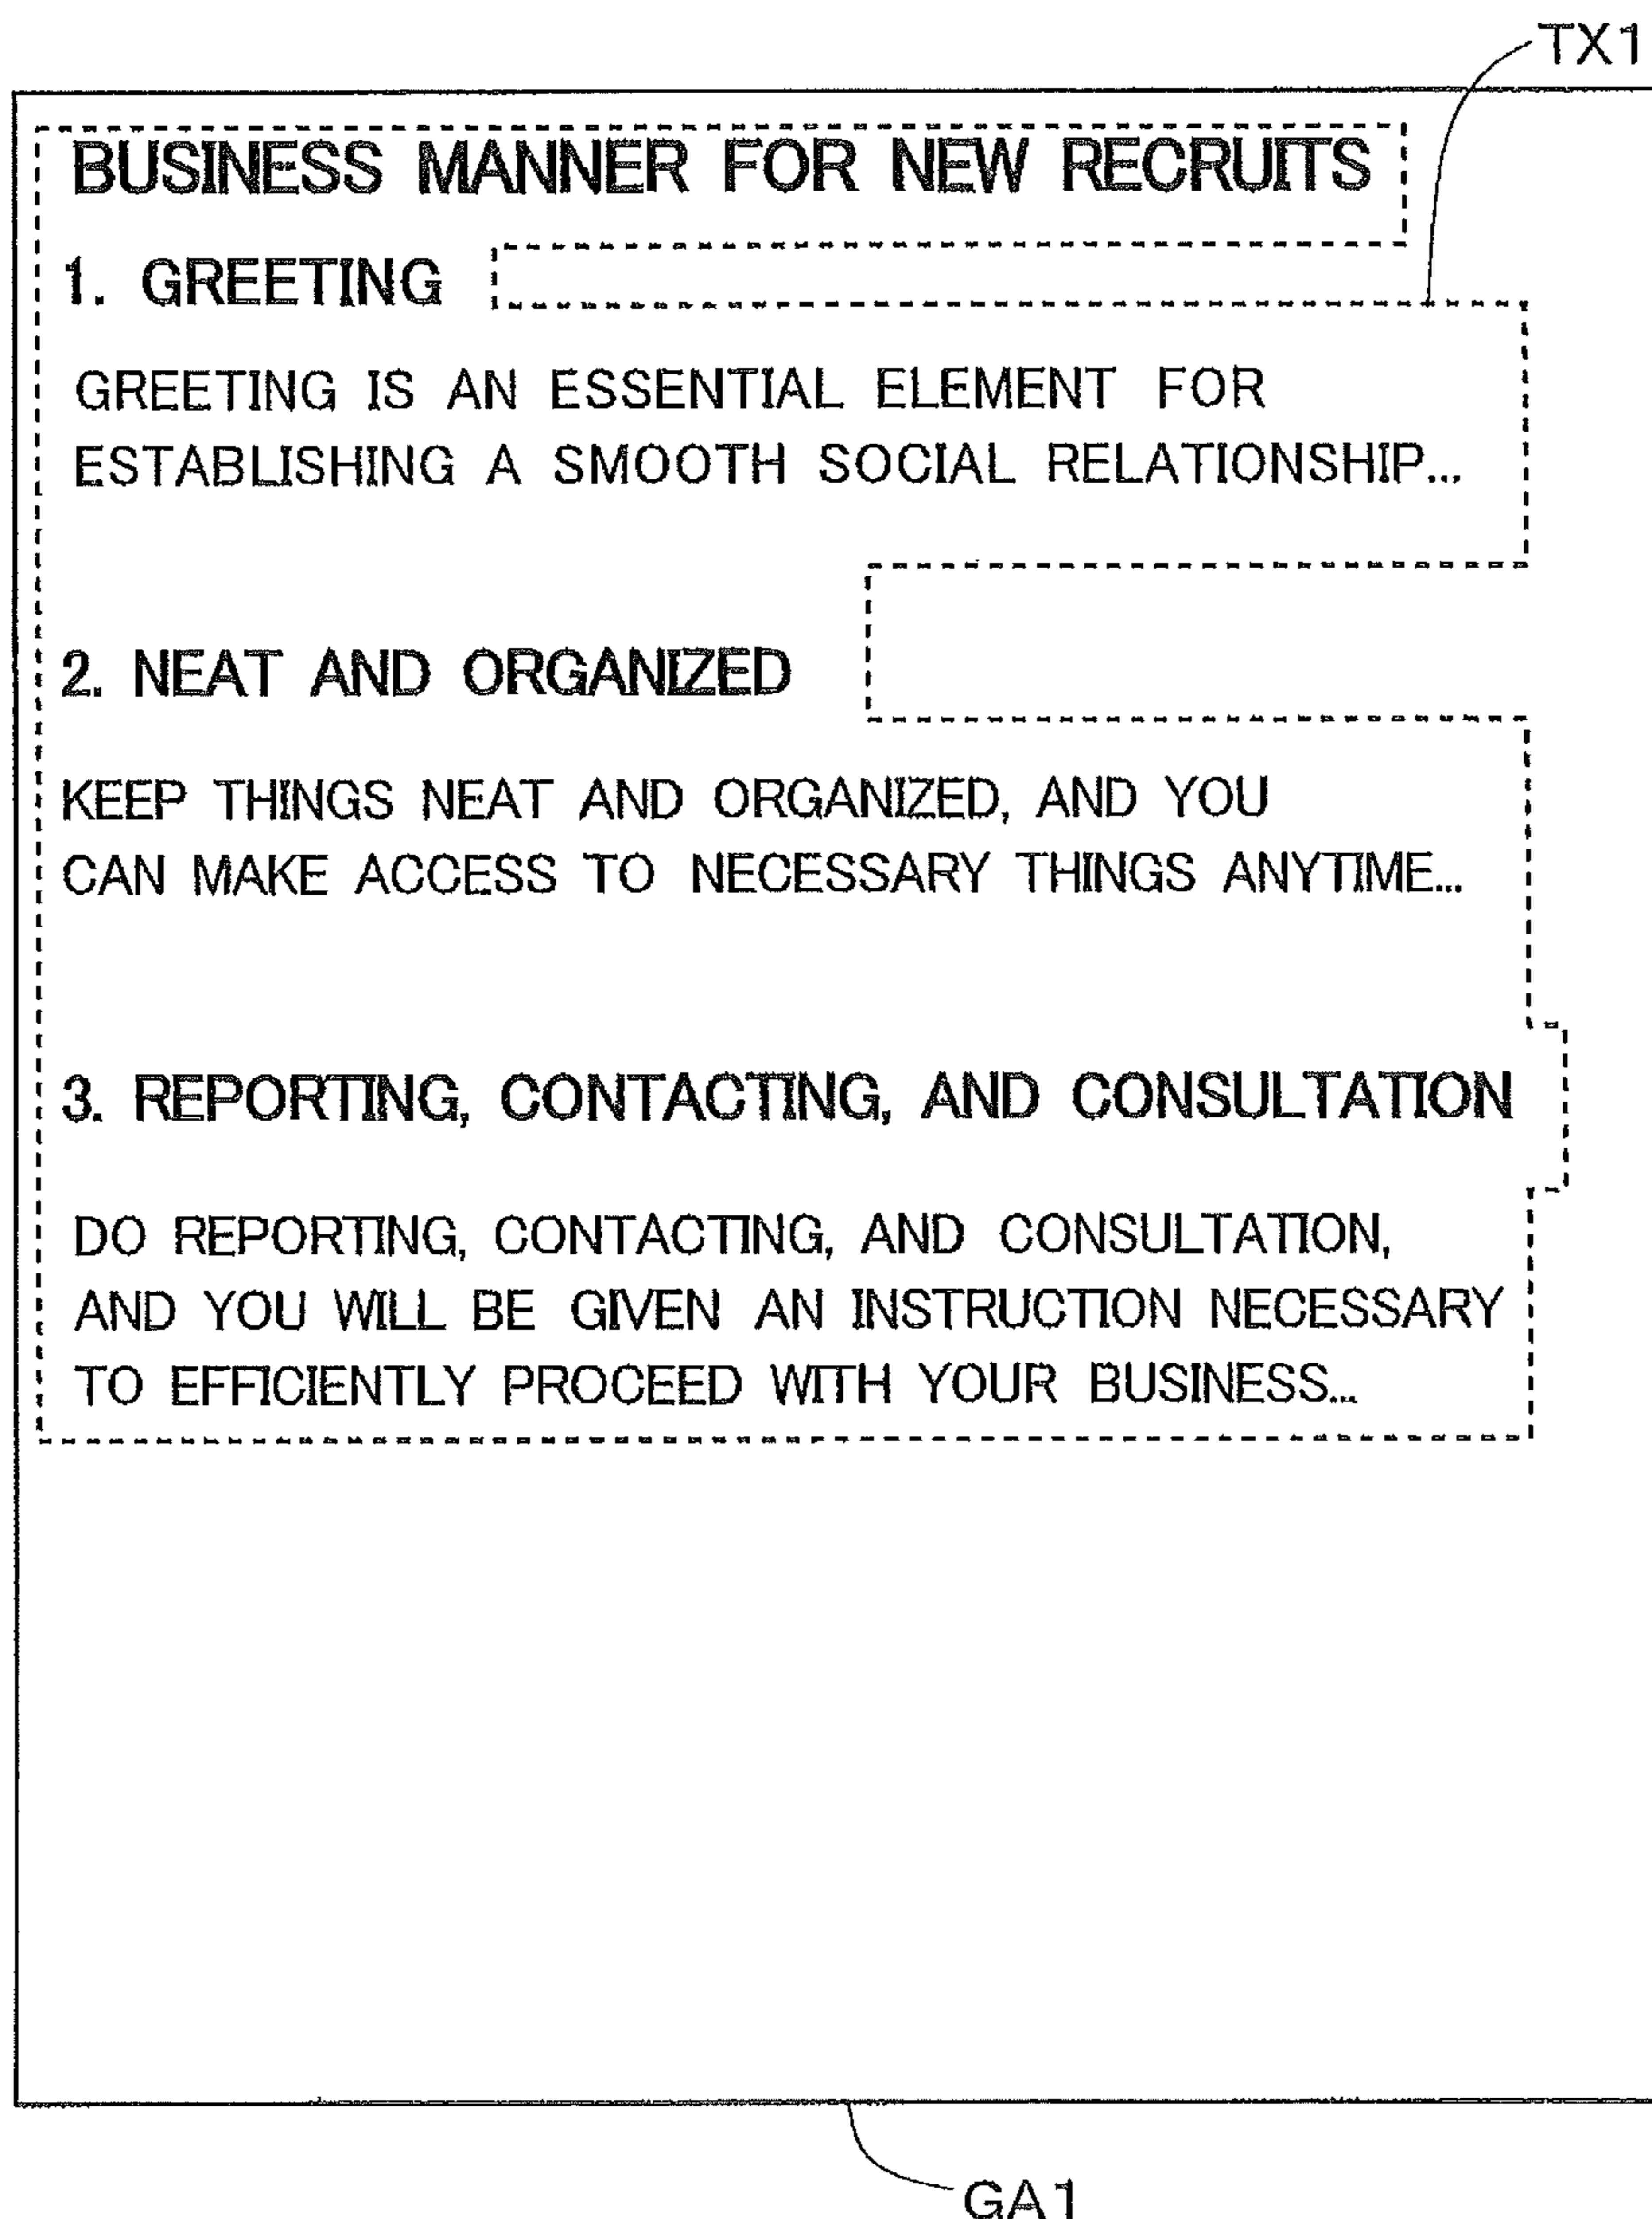 TX1
BUSINESS MANNER FOR NEW RECRUITS
1. GREETING
GREETING IS AN ESSENTIAL ELEMENT FOR
ESTABLISHING A SMOOTH SOCIAL RELATIONSHIP...
2. NEAT AND ORGANIZED
KEEP THINGS NEAT AND ORGANIZED, AND YOU
CAN MAKE ACCESS TO NECESSARY THINGS ANYTIME...
3. REPORTING, CONTACTING, AND CONSULTATION
DO REPORTING, CONTACTING, AND CONSULTATION,
AND YOU WILL BE GIVEN AN INSTRUCTION NECESSARY
TO EFFICIENTLY PROCEED WITH YOUR BUSINESS...
GA1